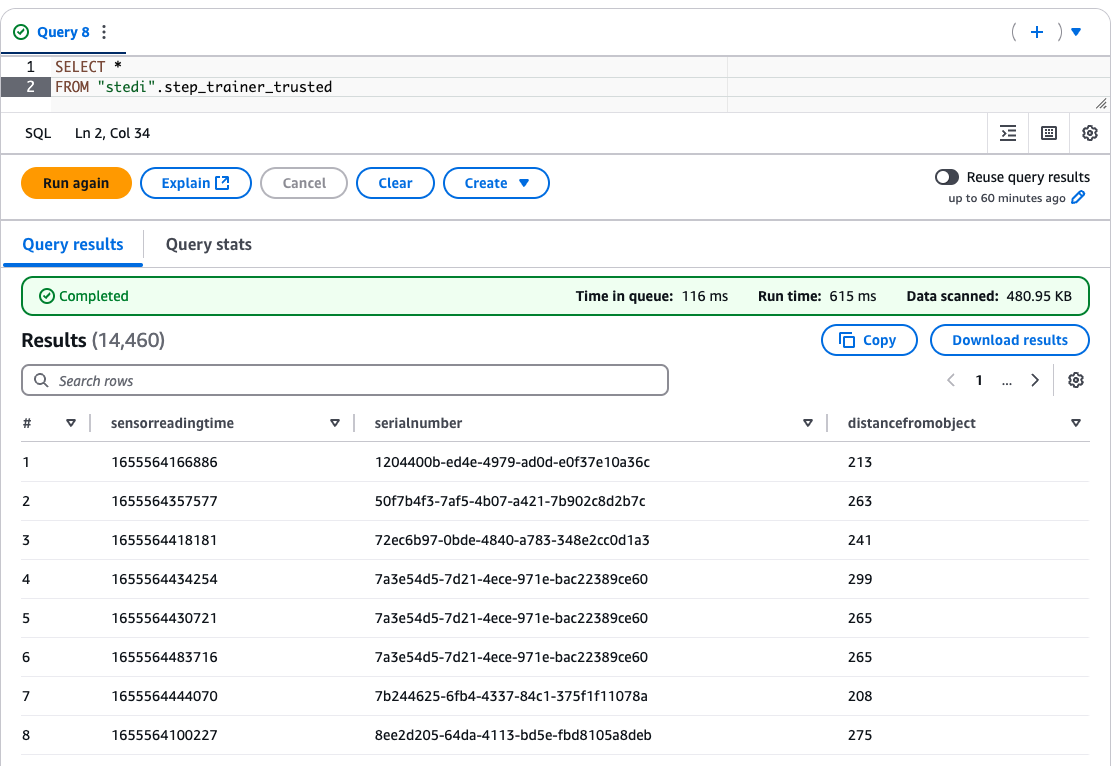 Query 8
1 SELECT *
2 FROM "stedi".step_trainer_trusted
SQL Ln 2, Col 34
Run again Explain Cancel Clear Create
Reuse query results
up to 60 minutes ago
Query results Query stats
Completed Time in queue: 116 ms Run time: 615 ms Data scanned: 480.95 KB
Results (14,460) Copy Download results
Search rows 1 ...
# sensorreadingtime serialnumber distancefromobject
1 1655564166886 1204400b-ed4e-4979-ad0d-e0f37e10a36c 213
2 1655564357577 50f7b4f3-7af5-4b07-a421-7b902c8d2b7c 263
3 1655564418181 72ec6b97-0bde-4840-a783-348e2cc0d1a3 241
4 1655564434254 7a3e54d5-7d21-4ece-971e-bac22389ce60 299
5 1655564430721 7a3e54d5-7d21-4ece-971e-bac22389ce60 265
6 1655564483716 7a3e54d5-7d21-4ece-971e-bac22389ce60 265
7 1655564444070 7b244625-6fb4-4337-84c1-375f1f11078a 208
8 1655564100227 8ee2d205-64da-4113-bd5e-fbd8105a8deb 275